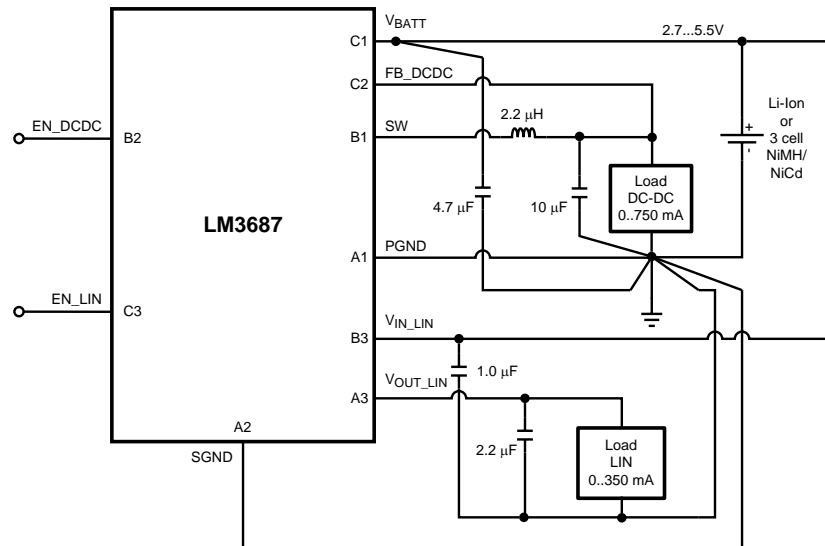 V_BATT
C1
2.7...5.5V
C2
FB_DCDC
EN_DCDC
B2
B1
SW
2.2 μH
Li-Ion
or
3 cell
NiMH/
NiCd
+
-
4.7 μF
10 μF
Load
DC-DC
0..750 mA
LM3687
A1
PGND
EN_LIN
C3
B3
V_IN_LIN
1.0 μF
A3
V_OUT_LIN
A2
SGND
2.2 μF
Load
LIN
0..350 mA